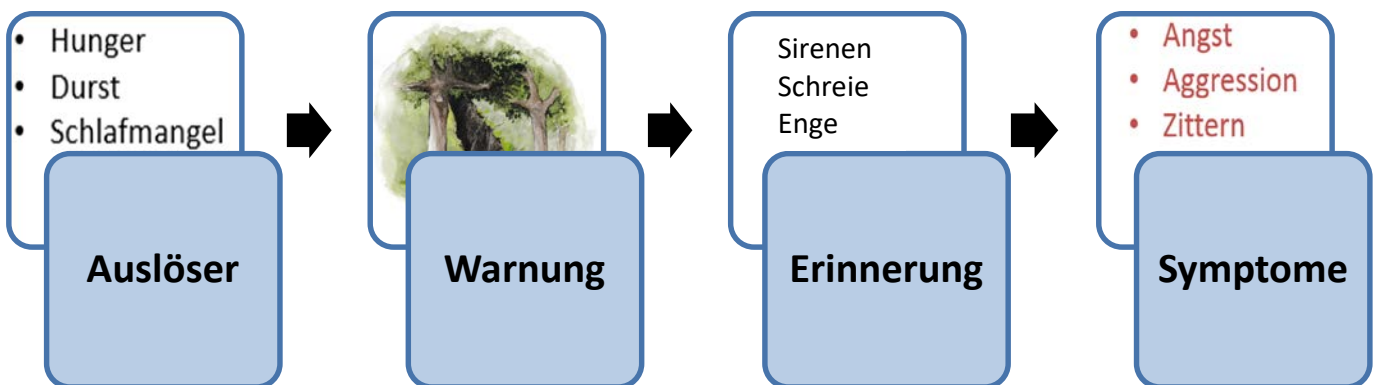 • Hunger
• Durst
• Schlafmangel
Auslöser
Warnung
Sirenen
Schreie
Enge
Erinnerung
• Angst
• Aggression
• Zittern
Symptome